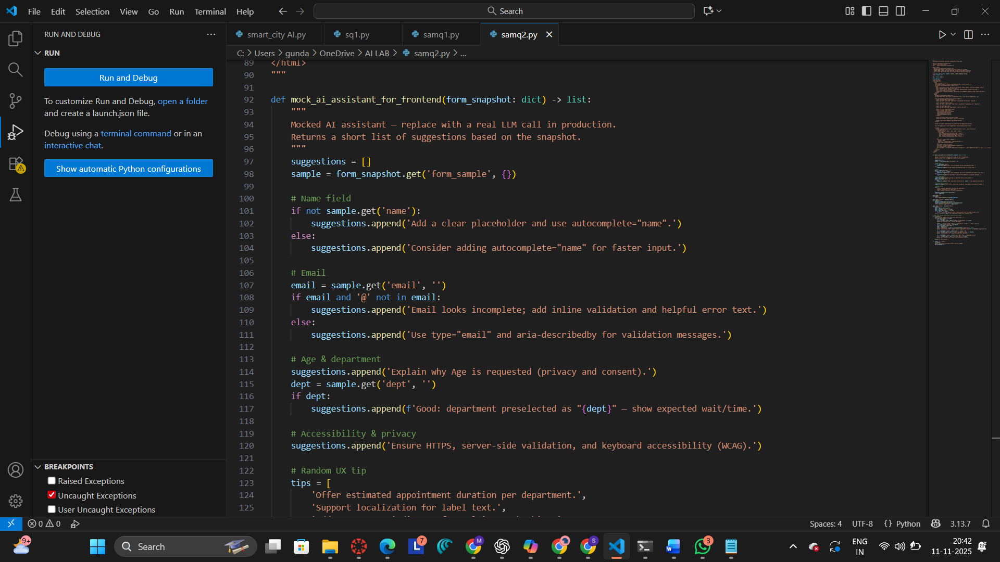 File Edit Selection View Go Run Terminal Help
Search
RUN AND DEBUG
RUN
Run and Debug
To customize Run and Debug, open a folder
and create a launch.json file.
Debug using a terminal command or in an
interactive chat.
Show automatic Python configurations
BREAKPOINTS
Raised Exceptions
Uncaught Exceptions
User Uncaught Exceptions
smart_city AI.py sq1.py samq1.py samq2.py
C: > Users > gunda > OneDrive > AI LAB > samq2.py > ...
89 </html>
90 """
91
92 def mock_ai_assistant_for_frontend(form_snapshot: dict) -> list:
93 """
94 Mocked AI assistant — replace with a real LLM call in production.
95 Returns a short list of suggestions based on the snapshot.
96 """
97 suggestions = []
98 sample = form_snapshot.get('form_sample', {})
99
100 # Name field
101 if not sample.get('name'):
102 suggestions.append('Add a clear placeholder and use autocomplete="name".')
103 else:
104 suggestions.append('Consider adding autocomplete="name" for faster input.')
105
106 # Email
107 email = sample.get('email', '')
108 if email and '@' not in email:
109 suggestions.append('Email looks incomplete; add inline validation and helpful error text.')
110 else:
111 suggestions.append('Use type="email" and aria-describedby for validation messages.')
112
113 # Age & department
114 suggestions.append('Explain why Age is requested (privacy and consent).')
115 dept = sample.get('dept', '')
116 if dept:
117 suggestions.append(f'Good: department preselected as "{dept}" — show expected wait/time.')
118
119 # Accessibility & privacy
120 suggestions.append('Ensure HTTPS, server-side validation, and keyboard accessibility (WCAG).')
121
122 # Random UX tip
123 tips = [
124 'Offer estimated appointment duration per department.',
125 'Support localization for label text.',
0 0
Spaces: 4 UTF-8 {} Python 3.13.7
9+
Search
7
M
S
3
ENG
IN
20:42
11-11-2025